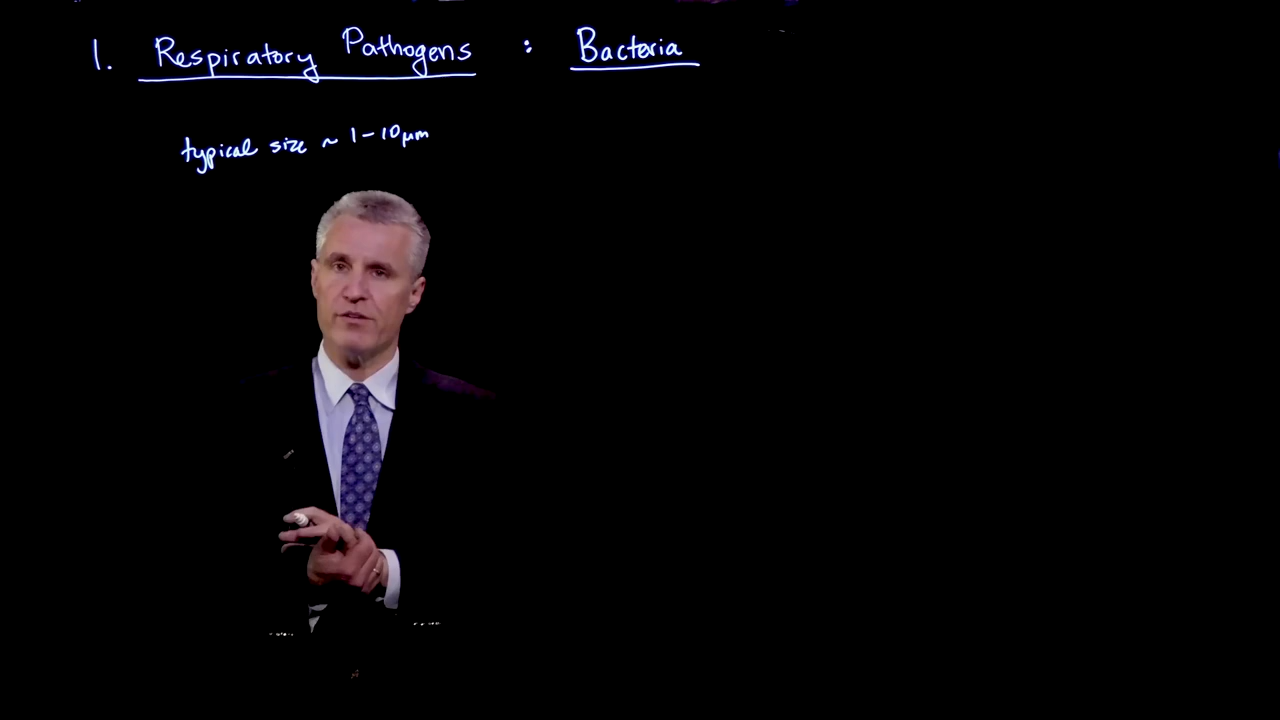 1. Respiratory Pathogens : Bacteria
typical size ~ 1-10μm